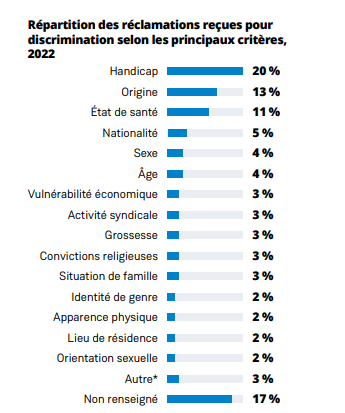 Répartition des réclamations reçues pour
discrimination selon les principaux critères,
2022
Handicap 20 %
Origine 13 %
État de santé 11 %
Nationalité 5 %
Sexe 4 %
Âge 4 %
Vulnérabilité économique 3 %
Activité syndicale 3 %
Grossesse 3 %
Convictions religieuses 3 %
Situation de famille 3 %
Identité de genre 2 %
Apparence physique 2 %
Lieu de résidence 2 %
Orientation sexuelle 2 %
Autre* 3 %
Non renseigné 17 %